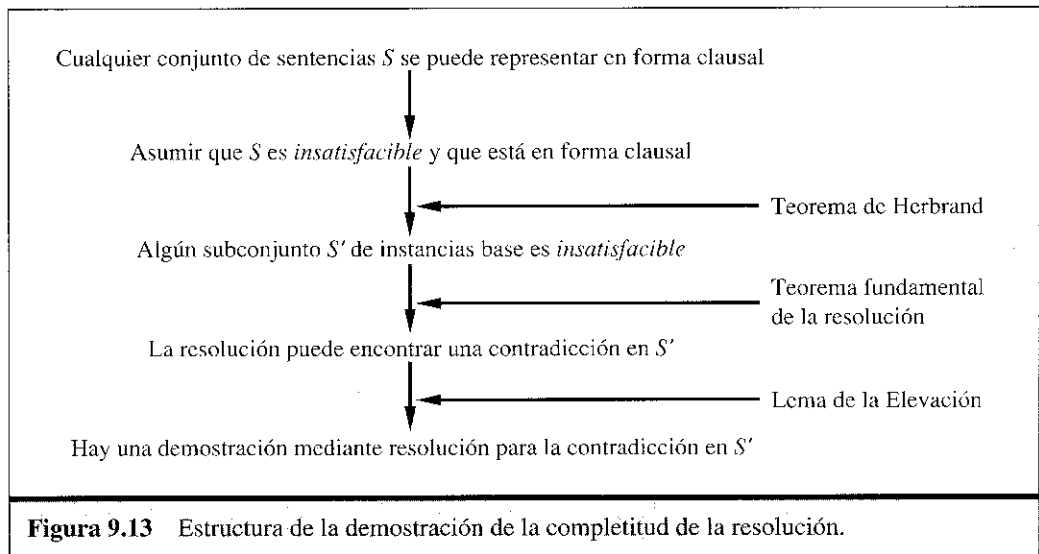 Cualquier conjunto de sentencias S se puede representar en forma clausal
Asumir que S es insatisfacible y que está en forma clausal
Teorema de Herbrand
Algún subconjunto S' de instancias base es insatisfacible
Teorema fundamental
de la resolución
La resolución puede encontrar una contradicción en S'
Lema de la Elevación
Hay una demostración mediante resolución para la contradicción en S'
Figura 9.13 Estructura de la demostración de la completitud de la resolución.